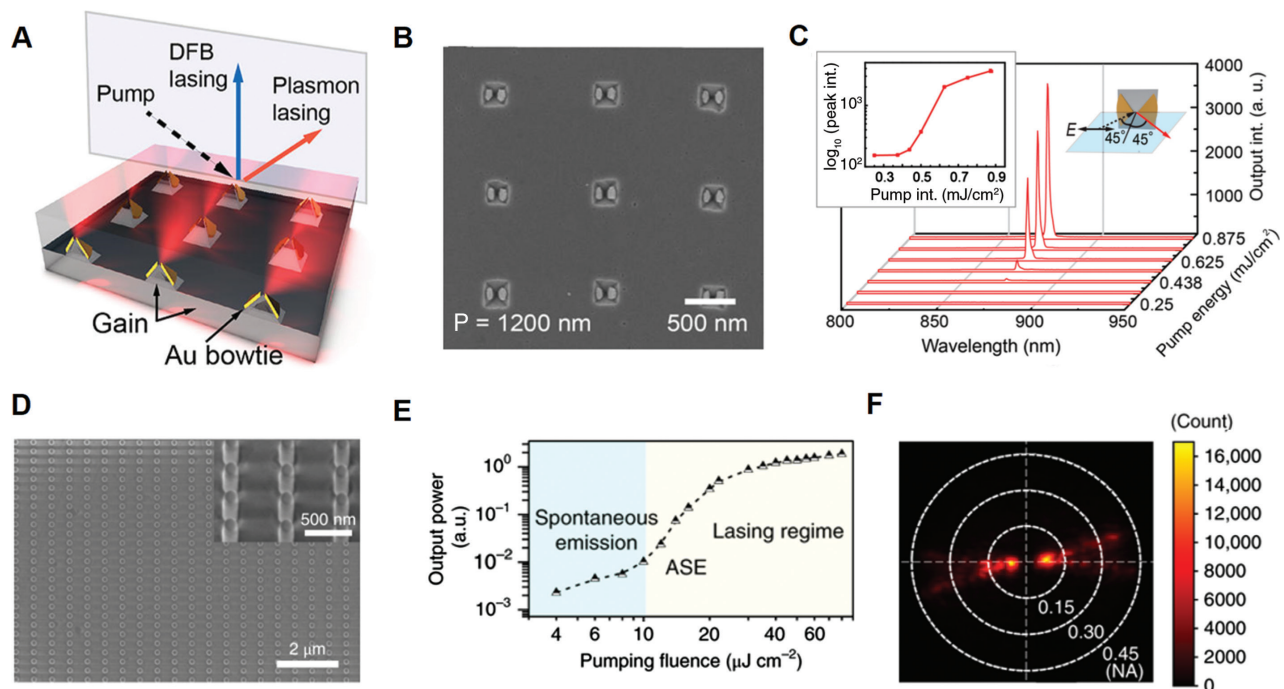 A
DFB
lasing
Plasmon
lasing
Pump
Gain
Au bowtie
B
P = 1200 nm
500 nm
C
log₁₀ (peak int.)
10³
10²
0.3
0.5
0.7
0.9
Pump int. (mJ/cm²)
E
45°
45°
4000
3000
2000
1000
Output int. (a. u.)
0
0.875
0.625
0.438
0.25
Pump energy (mJ/cm²)
800
850
900
950
Wavelength (nm)
D
500 nm
2 µm
E
Output power
(a.u.)
10⁰
10⁻¹
10⁻²
10⁻³
Spontaneous
emission
ASE
Lasing regime
4
6
10
20
40
60
Pumping fluence (µJ cm⁻²)
F
0.15
0.30
0.45
(NA)
(Count)
16,000
14,000
12,000
10,000
8000
6000
4000
2000
0